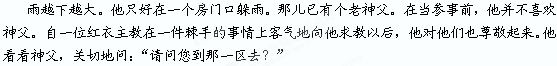 雨越下越大。他只好在一个房门口躲雨。那儿已有个老神父。在当参事前，他并不喜欢
神父。自一位红衣主教在一件棘手的事情上客气地向他求教以后，他对他们也尊敬起来。他
看看神父，关切地问：“请问您到那一区去？”